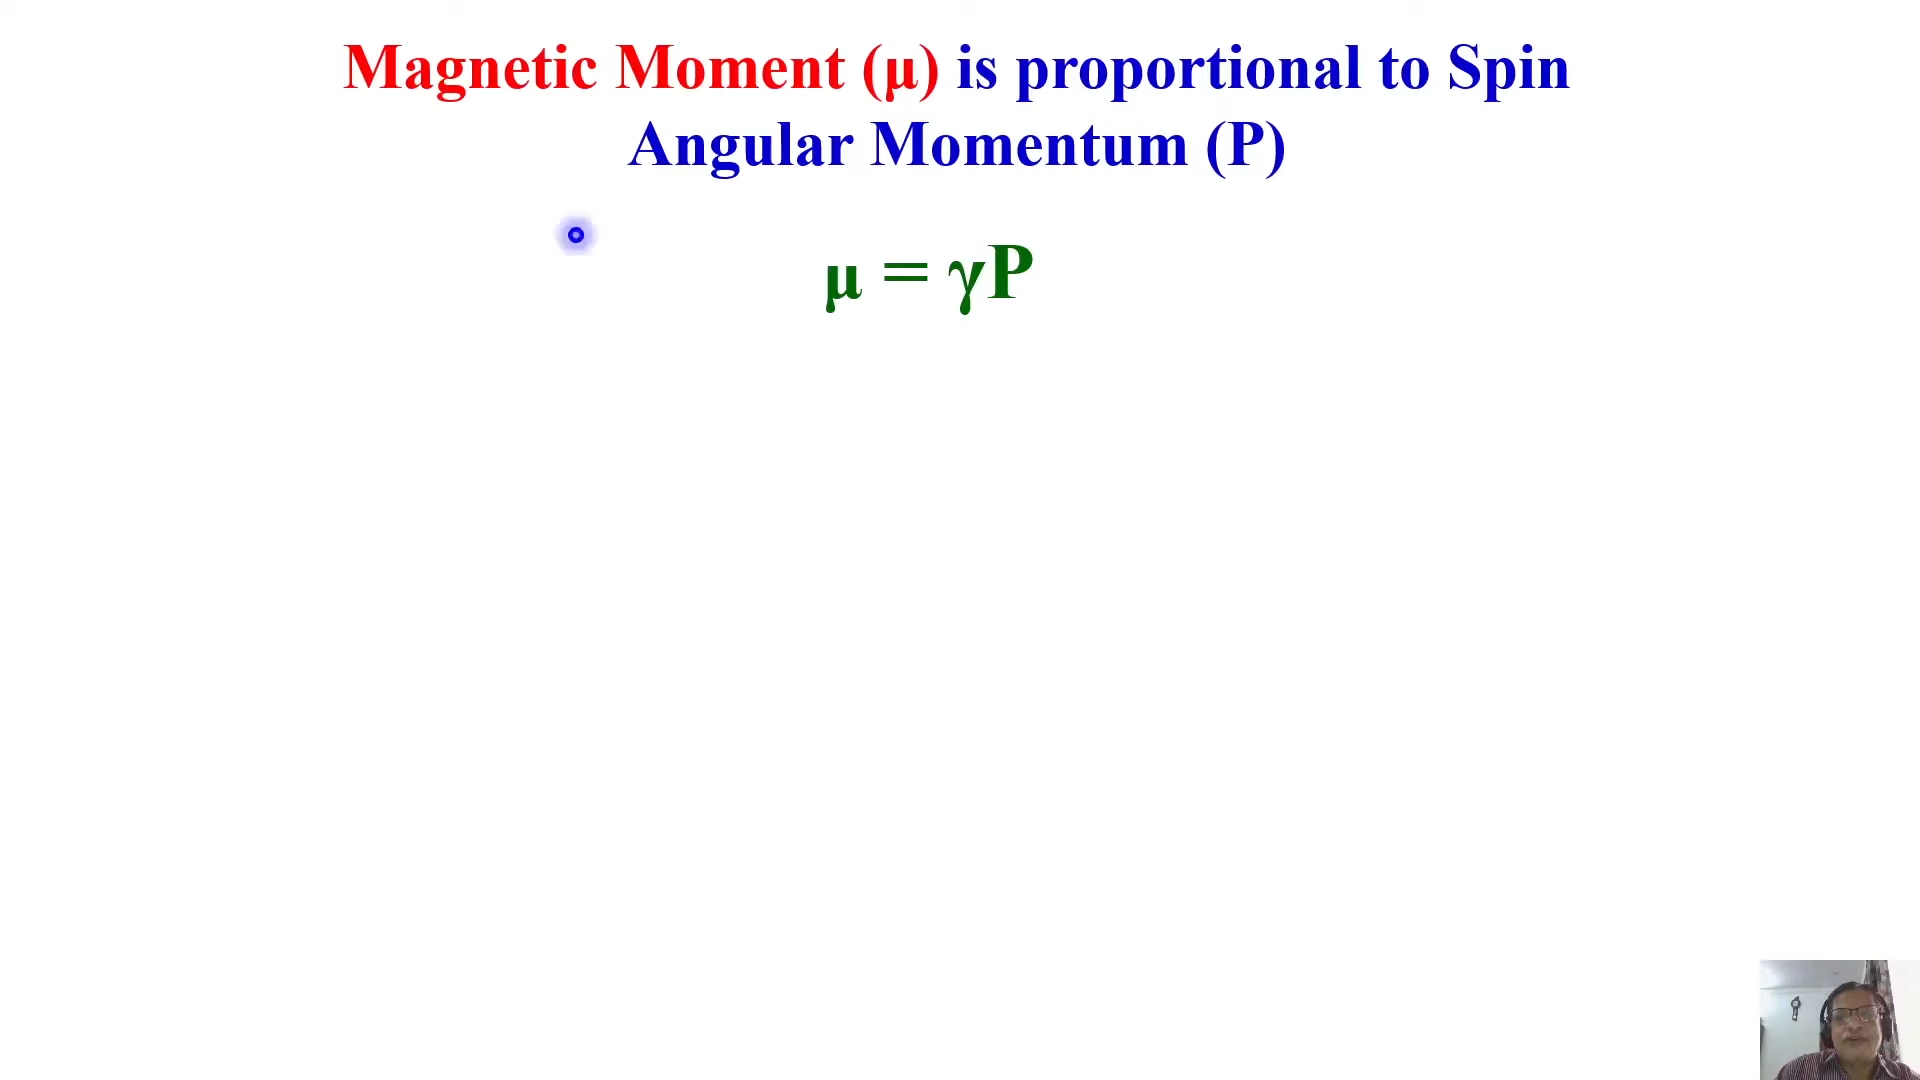 Magnetic Moment (μ) is proportional to Spin
Angular Momentum (P)
μ = γP